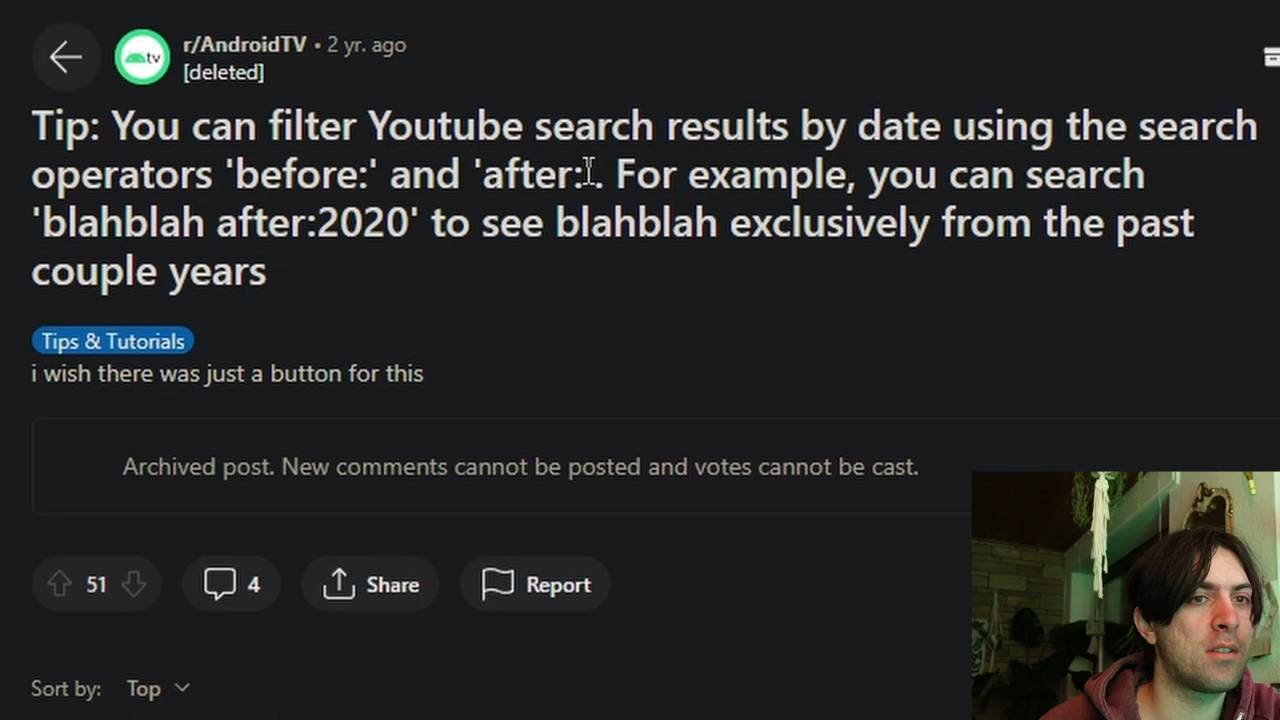 r/AndroidTV • 2 yr. ago
[deleted]
Tip: You can filter Youtube search results by date using the search
operators 'before:' and 'after:'. For example, you can search
'blahblah after:2020' to see blahblah exclusively from the past
couple years
Tips & Tutorials
i wish there was just a button for this
Archived post. New comments cannot be posted and votes cannot be cast.
51 4 Share Report
Sort by: Top